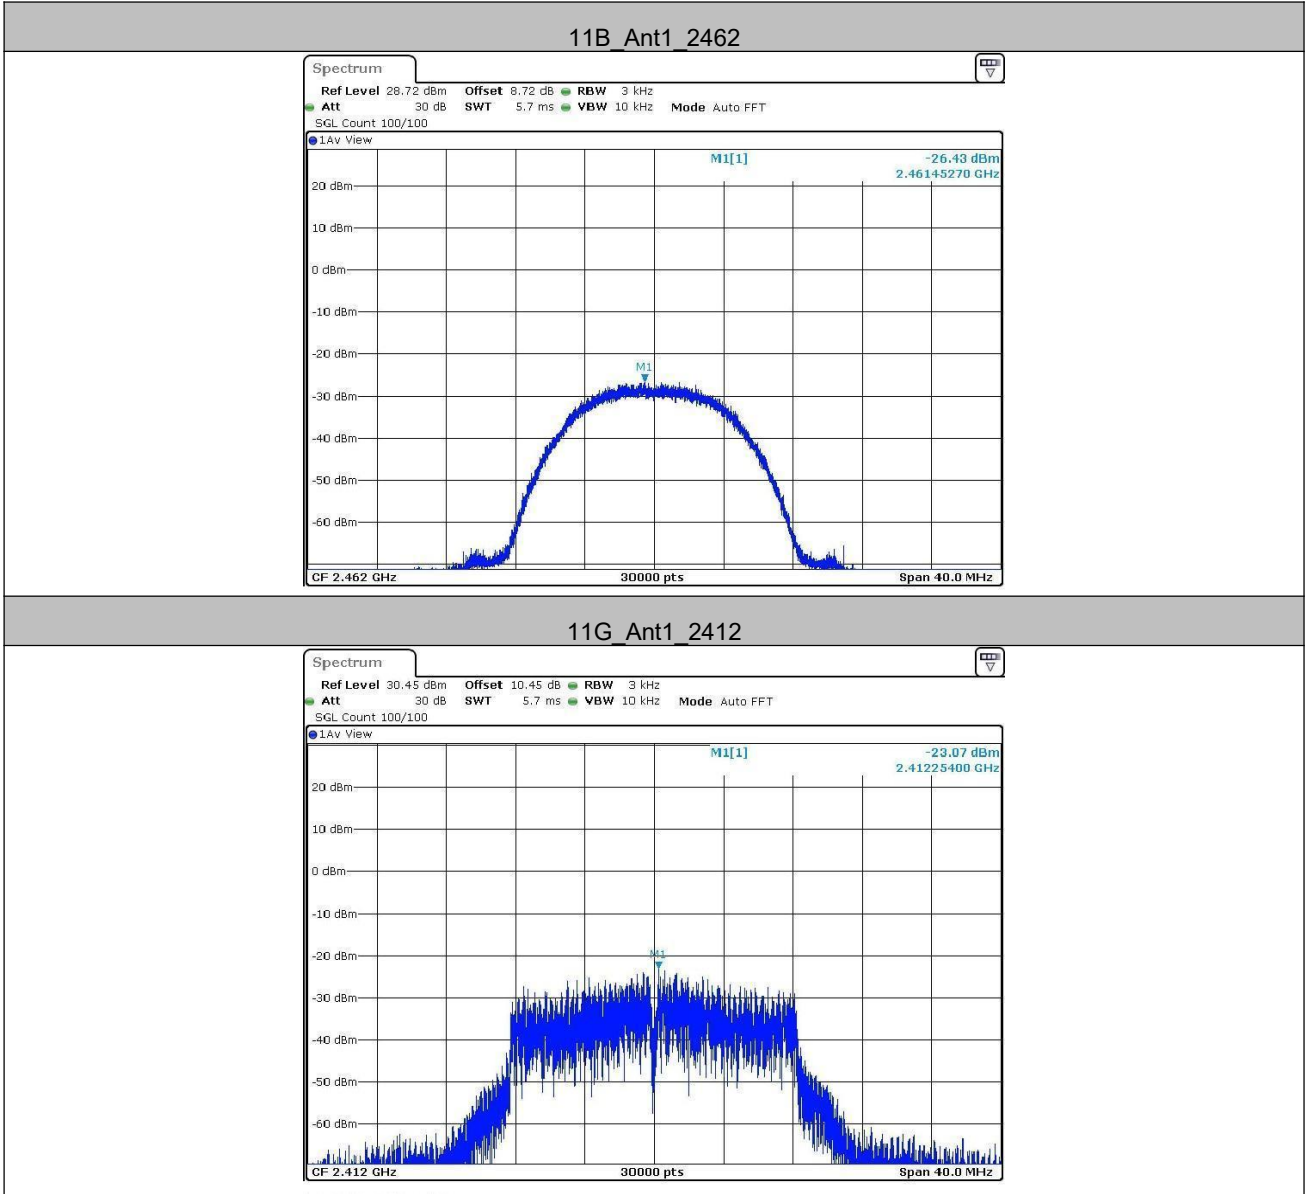 11B_Ant1_2462
Spectrum
Ref Level 28.72 dBm Offset 8.72 dB RBW 3 kHz
Att 30 dB SWT 5.7 ms VBW 10 kHz Mode Auto FFT
SGL Count 100/100
1Av View
M1[1] -26.43 dBm
2.46145270 GHz
20 dBm
10 dBm
0 dBm
-10 dBm
-20 dBm
M1
-30 dBm
-40 dBm
-50 dBm
-60 dBm
CF 2.462 GHz 30000 pts Span 40.0 MHz
11G_Ant1_2412
Spectrum
Ref Level 30.45 dBm Offset 10.45 dB RBW 3 kHz
Att 30 dB SWT 5.7 ms VBW 10 kHz Mode Auto FFT
SGL Count 100/100
1Av View
M1[1] -23.07 dBm
2.41225400 GHz
20 dBm
10 dBm
0 dBm
-10 dBm
-20 dBm
M1
-30 dBm
-40 dBm
-50 dBm
-60 dBm
CF 2.412 GHz 30000 pts Span 40.0 MHz